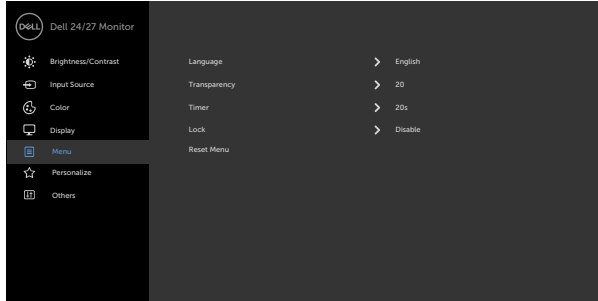 DELL Dell 24/27 Monitor
Brightness/Contrast Language English
Input Source Transparency 20
Color Timer 20s
Display Lock Disable
Menu Reset Menu
Personalize
Others